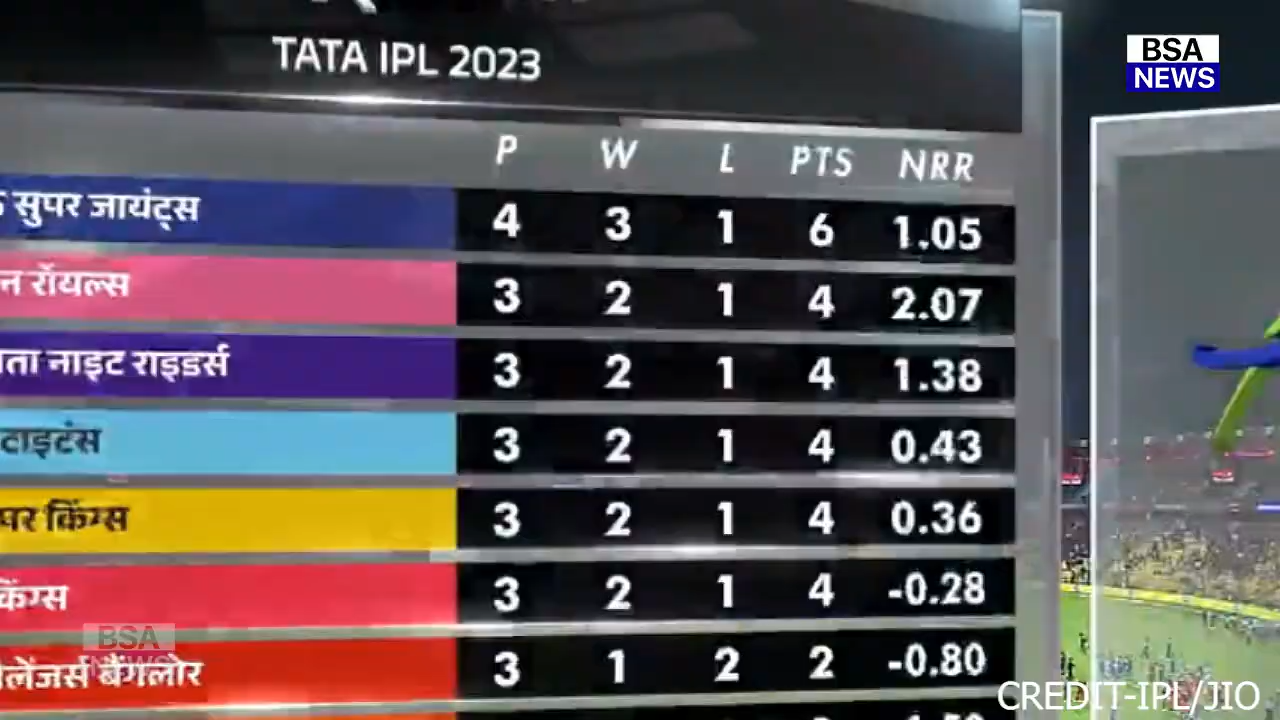 TATA IPL 2023
BSA
NEWS
P W L PTS NRR
सुपर जायंट्स 4 3 1 6 1.05
रॉयल्स 3 2 1 4 2.07
नाइट राइडर्स 3 2 1 4 1.38
टाइटंस 3 2 1 4 0.43
किंग्स 3 2 1 4 0.36
किंग्स 3 2 1 4 -0.28
बैंगलोर 3 1 2 2 -0.80
BSA
NEWS
CREDIT-IPL/JIO